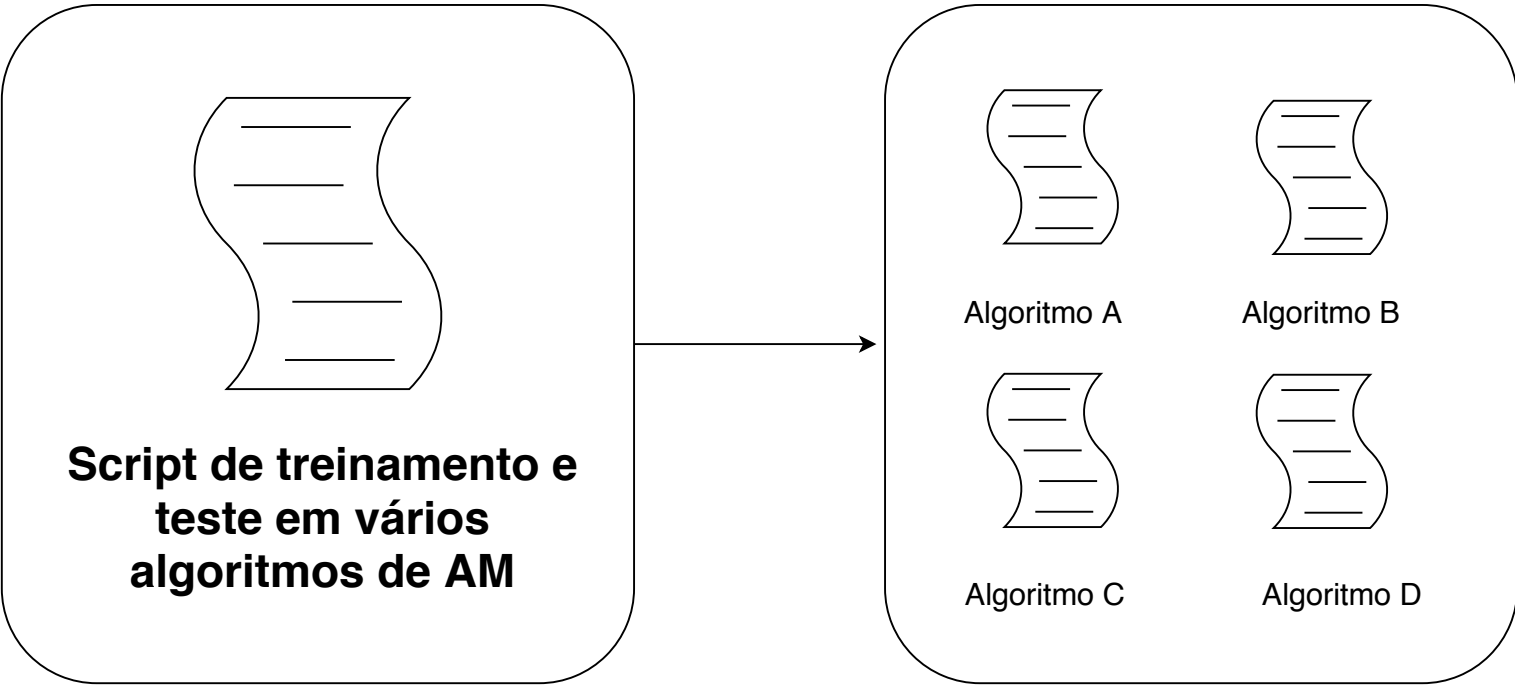 Script de treinamento e
teste em vários
algoritmos de AM
Algoritmo A
Algoritmo B
Algoritmo C
Algoritmo D